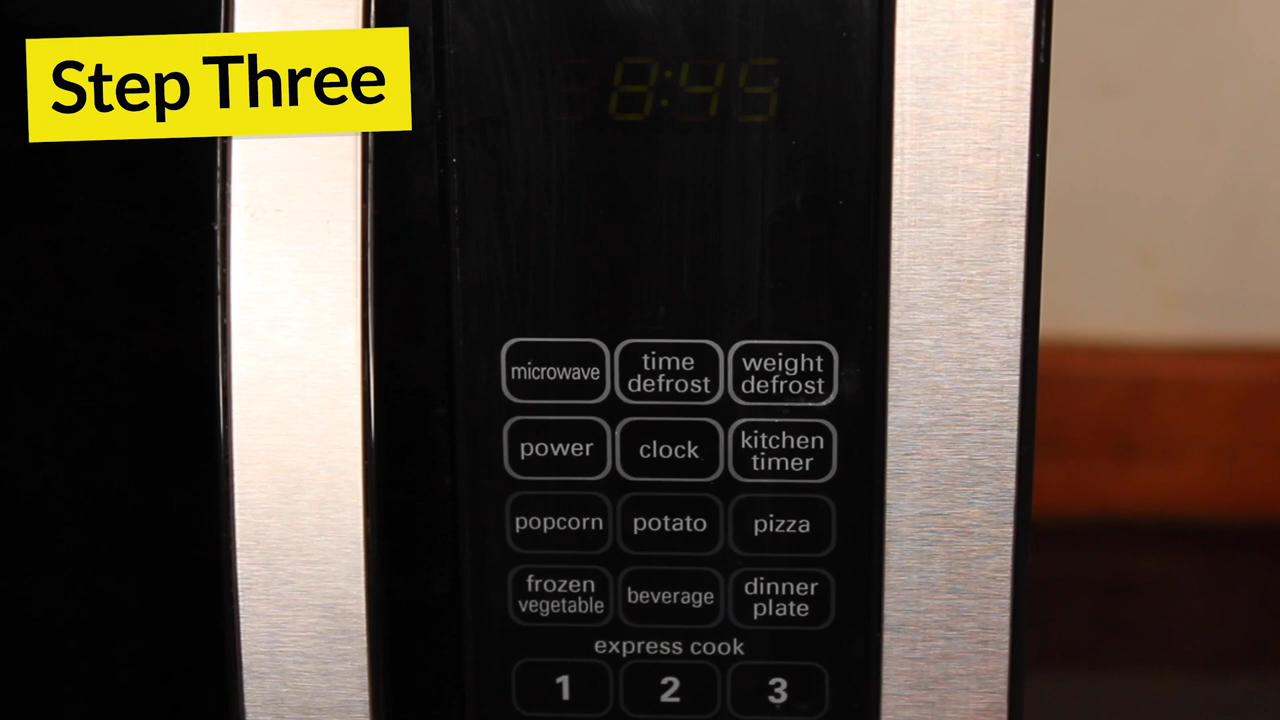 Step Three
8:45
microwave
time
defrost
weight
defrost
power
clock
kitchen
timer
popcorn
potato
pizza
frozen
vegetable
beverage
dinner
plate
express cook
1
2
3